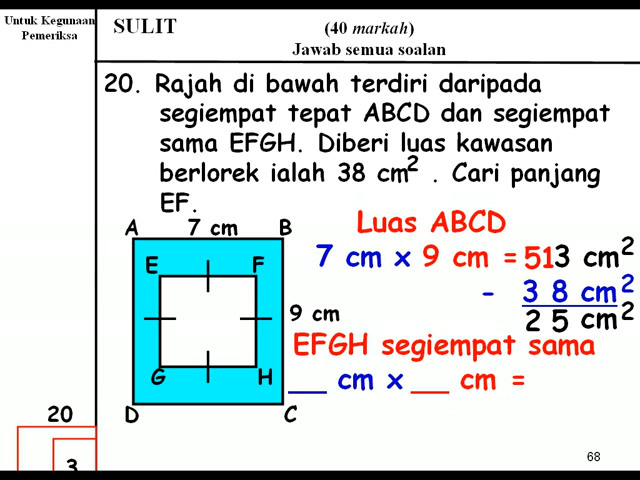 Untuk Kegunaan
Pemeriksa
SULIT
(40 markah)
Jawab semua soalan
20. Rajah di bawah terdiri daripada
segiempat tepat ABCD dan segiempat
sama EFGH. Diberi luas kawasan
berlorek ialah 38 cm² . Cari panjang
EF.
A 7 cm B
Luas ABCD
7 cm x 9 cm = 513 cm²
E F
- 3 8 cm²
9 cm
2 5 cm²
EFGH segiempat sama
G H
__ cm x __ cm =
D C
20
3
68